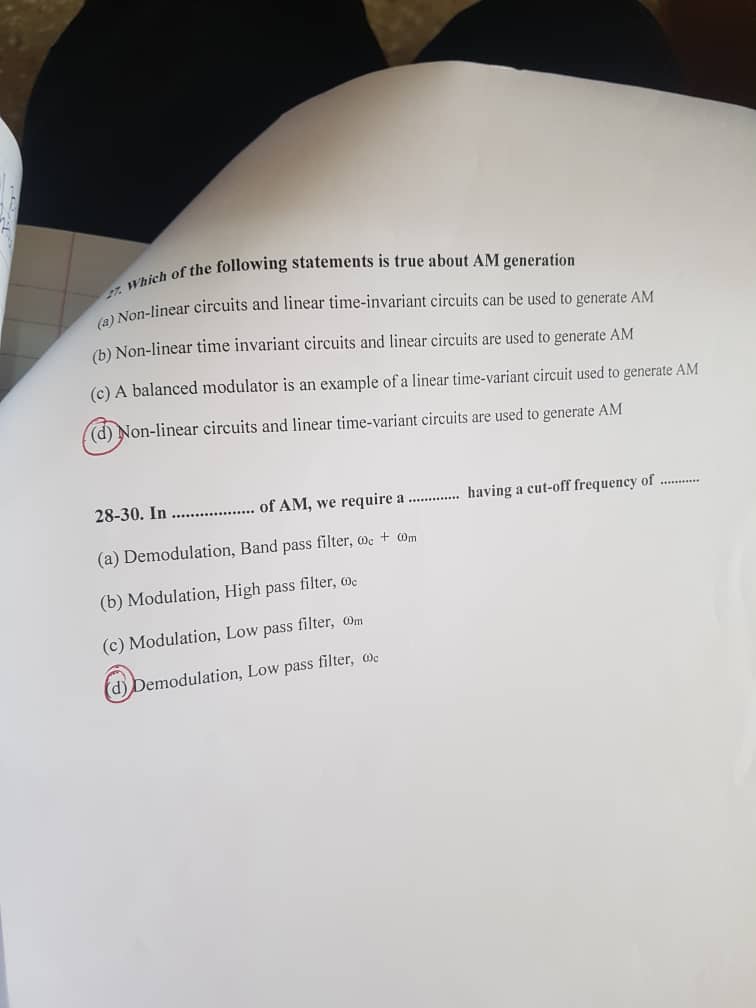 27. Which of the following statements is true about AM generation
(a) Non-linear circuits and linear time-invariant circuits can be used to generate AM
(b) Non-linear time invariant circuits and linear circuits are used to generate AM
(c) A balanced modulator is an example of a linear time-variant circuit used to generate AM
(d) Non-linear circuits and linear time-variant circuits are used to generate AM
28-30. In .................. of AM, we require a ............. having a cut-off frequency of ...........
(a) Demodulation, Band pass filter, ωc + ωm
(b) Modulation, High pass filter, ωc
(c) Modulation, Low pass filter, ωm
(d) Demodulation, Low pass filter, ωc